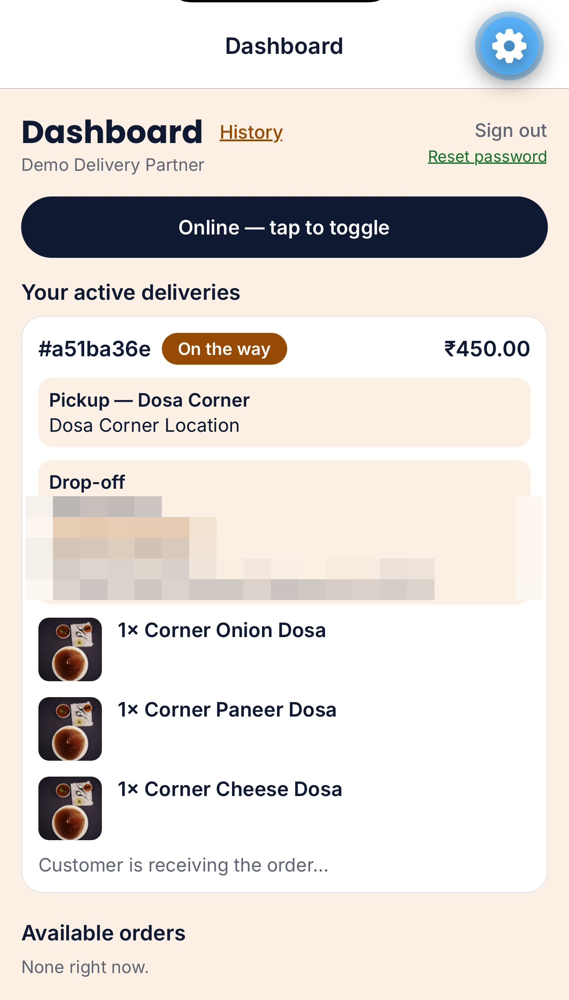 Dashboard
Dashboard History
Sign out
Demo Delivery Partner
Reset password
Online — tap to toggle
Your active deliveries
#a51ba36e On the way ₹450.00
Pickup — Dosa Corner
Dosa Corner Location
Drop-off
1× Corner Onion Dosa
1× Corner Paneer Dosa
1× Corner Cheese Dosa
Customer is receiving the order...
Available orders
None right now.